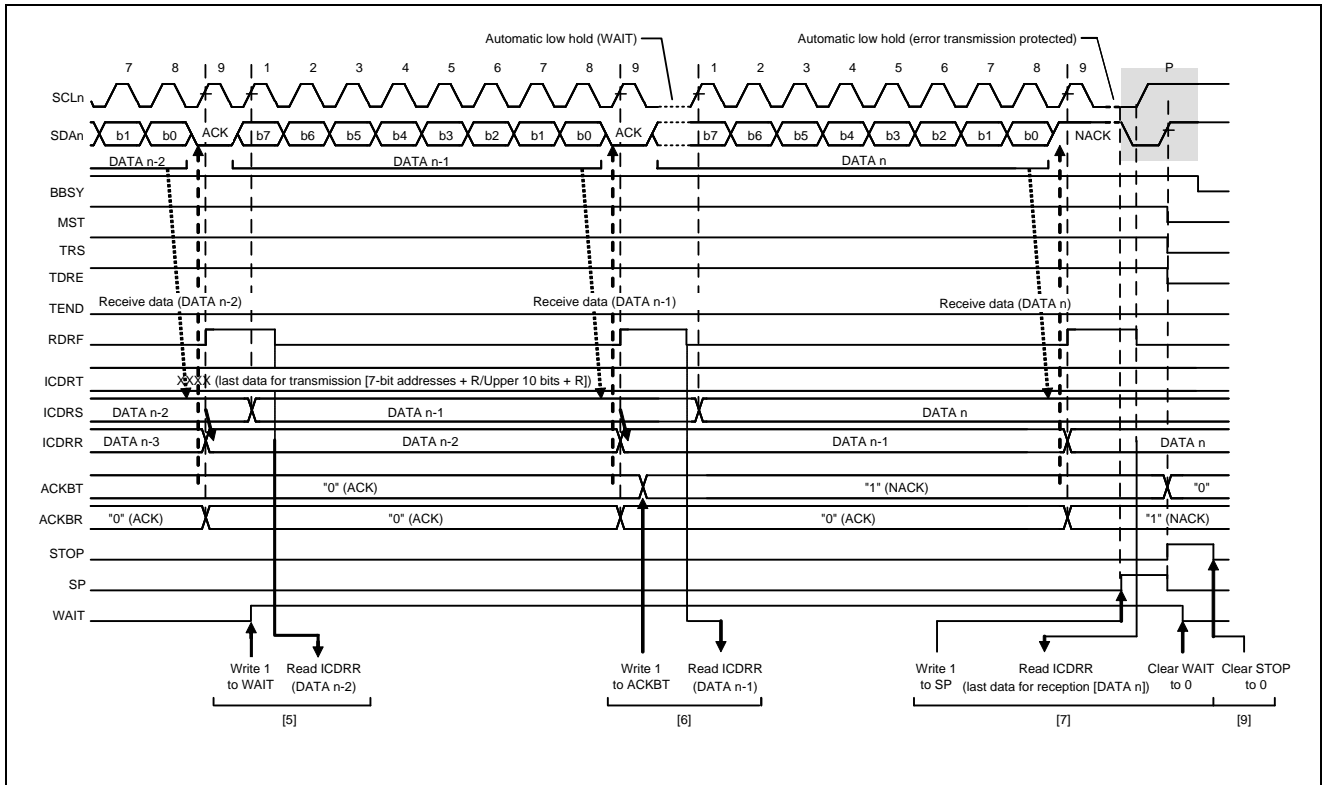 Automatic low hold (WAIT)
Automatic low hold (error transmission protected)
7 8 9 1 2 3 4 5 6 7 8 9 1 2 3 4 5 6 7 8 9 P
SCLn
SDAn b1 b0 ACK b7 b6 b5 b4 b3 b2 b1 b0 ACK b7 b6 b5 b4 b3 b2 b1 b0 NACK
DATA n-2 DATA n-1 DATA n
BBSY
MST
TRS
TDRE
Receive data (DATA n-2) Receive data (DATA n-1) Receive data (DATA n)
TEND
RDRF
ICDRT XXXX (last data for transmission [7-bit addresses + R/Upper 10 bits + R])
ICDRS DATA n-2 DATA n-1 DATA n
ICDRR DATA n-3 DATA n-2 DATA n-1 DATA n
ACKBT "0" (ACK) "1" (NACK) "0"
ACKBR "0" (ACK) "0" (ACK) "0" (ACK) "1" (NACK)
STOP
SP
WAIT
Write 1 Read ICDRR Write 1 Read ICDRR Write 1 Read ICDRR Clear WAIT Clear STOP
to WAIT (DATA n-2) to ACKBT (DATA n-1) to SP (last data for reception [DATA n]) to 0 to 0
[5] [6] [7] [9]